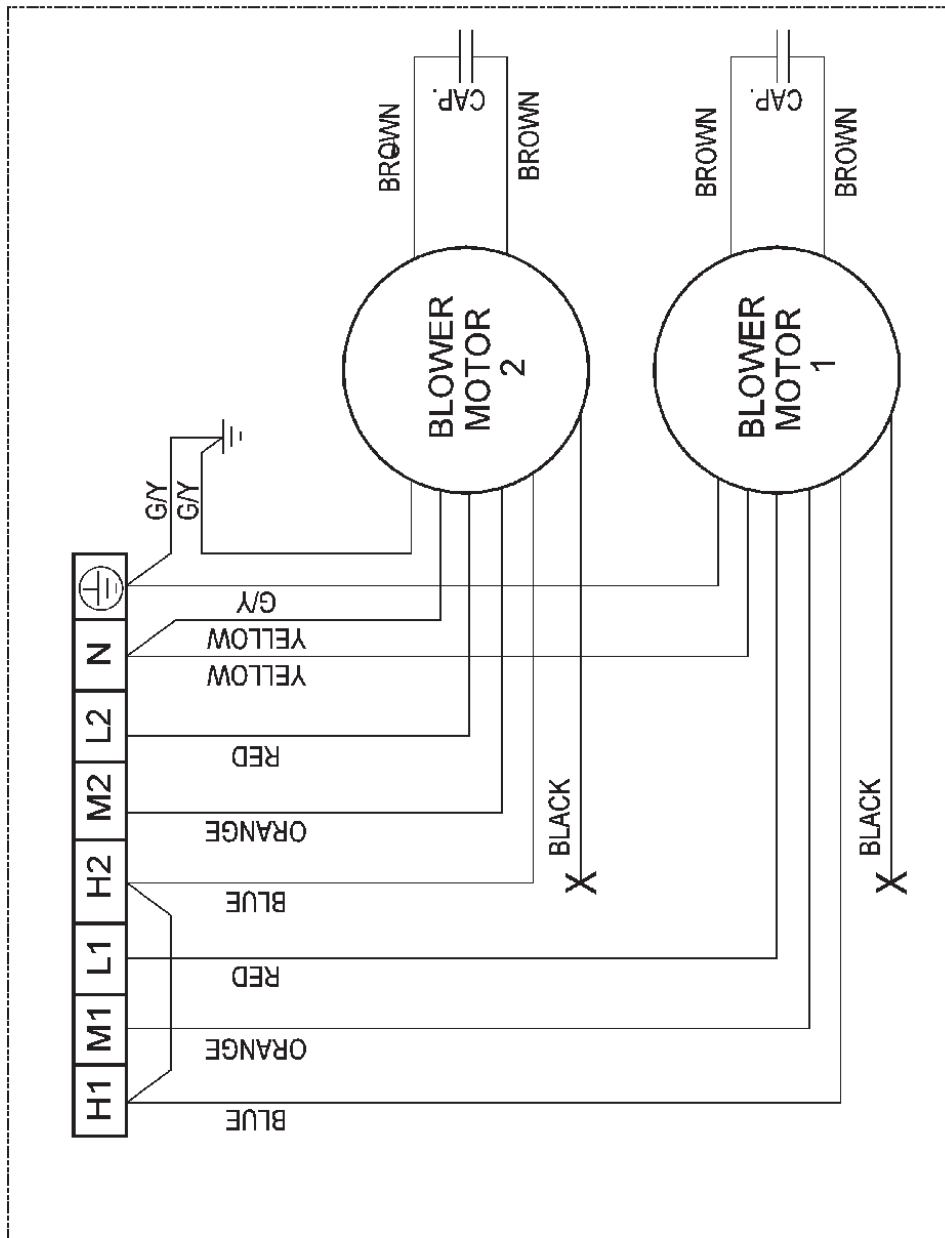 CAP.
CAP.
BROWN
BROWN
BROWN
BROWN
BLOWER
MOTOR
2
BLOWER
MOTOR
1
G/Y
G/Y
G/Y
YELLOW
YELLOW
RED
ORANGE
BLUE
RED
ORANGE
BLUE
BLACK
X
BLACK
X
N
L2
M2
H2
L1
M1
H1